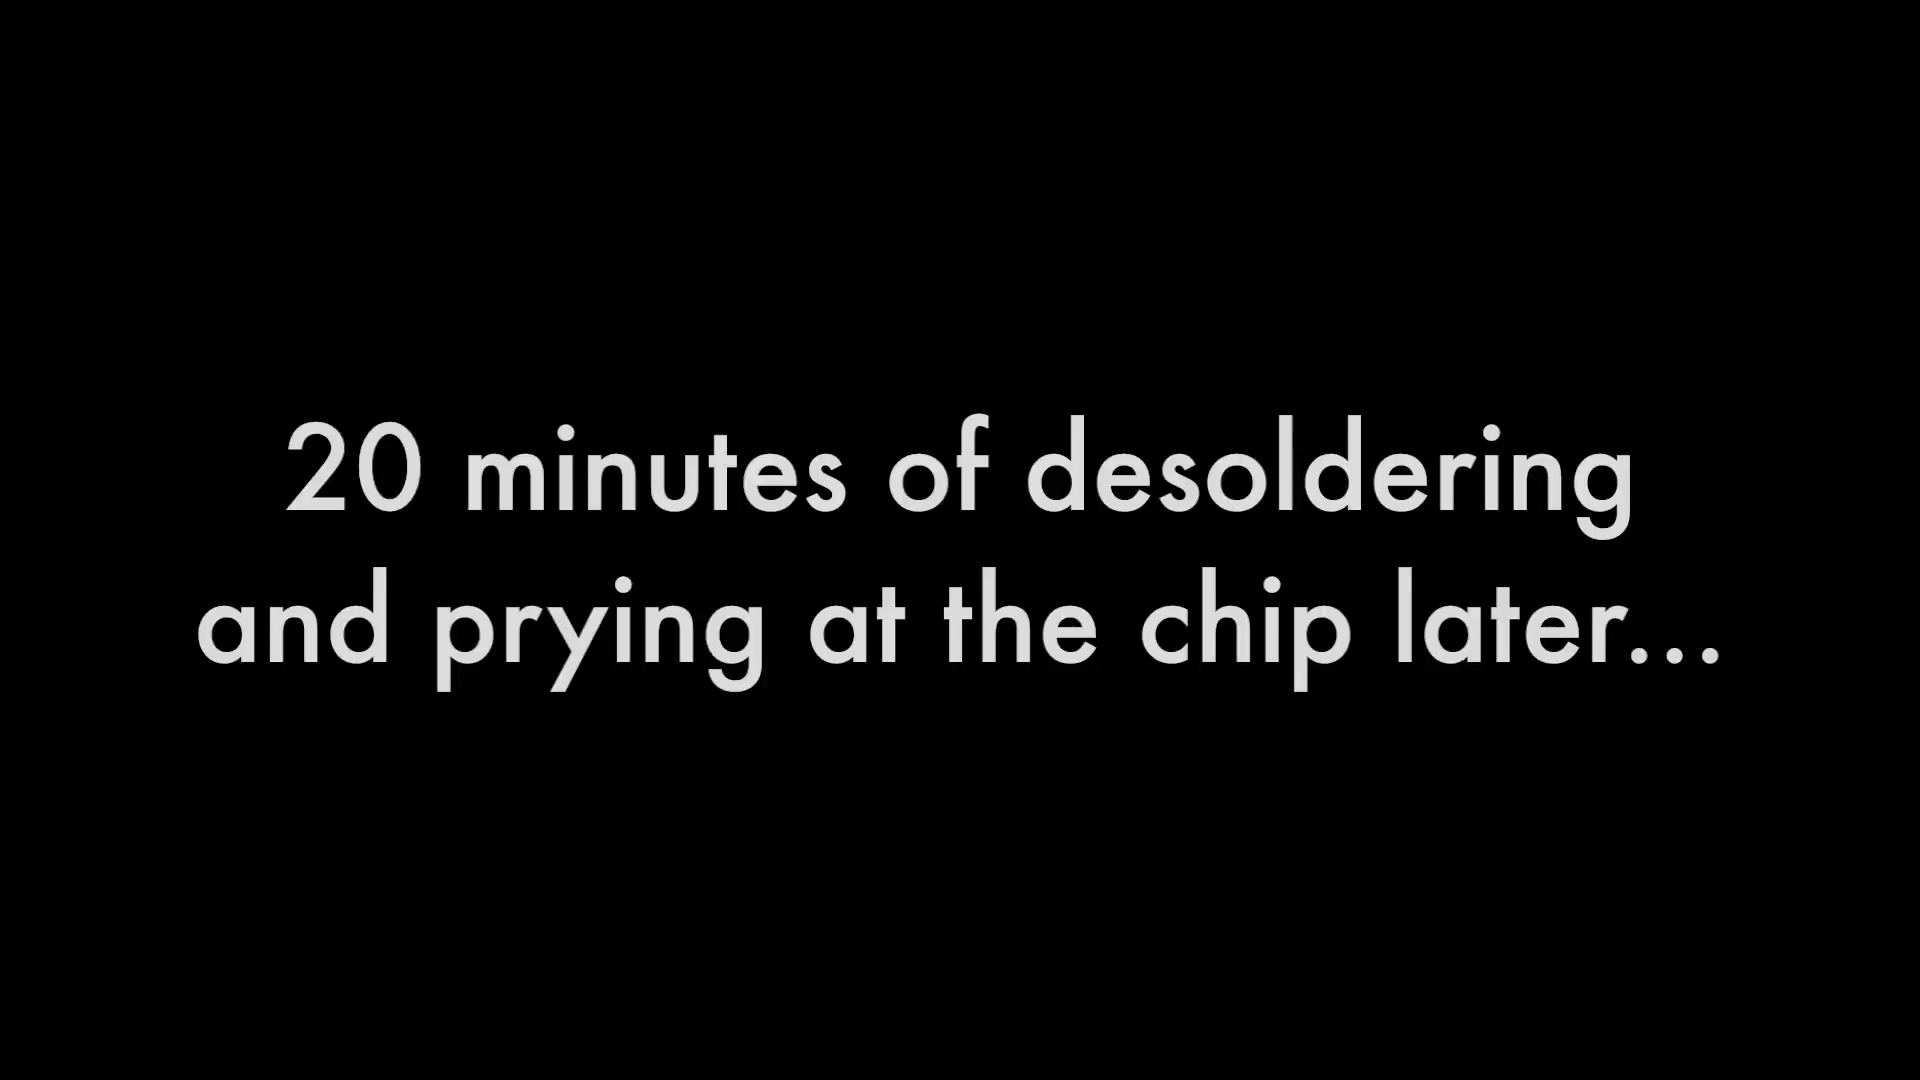 20 minutes of desoldering
and prying at the chip later...